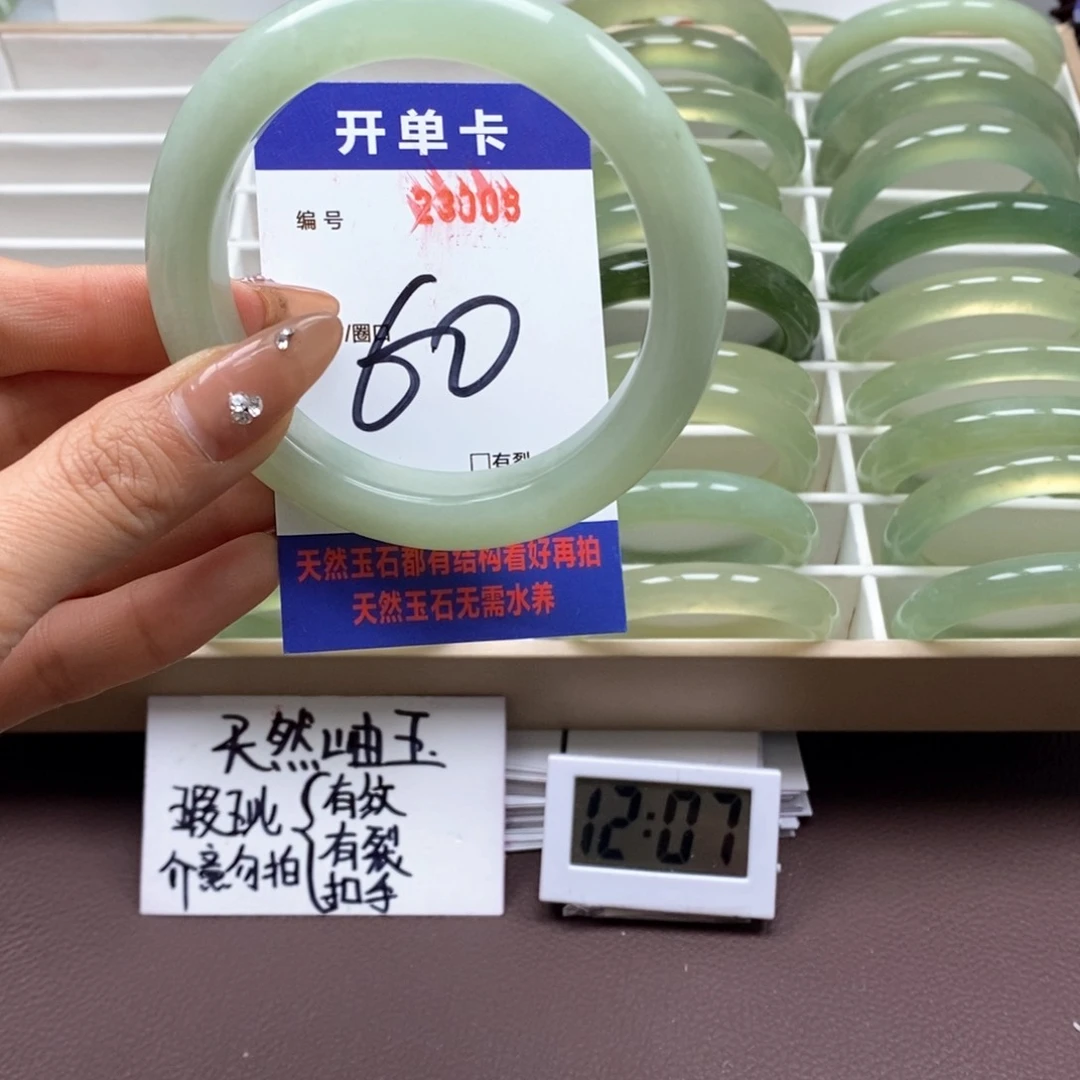 开单卡
编号 23009
/圈口 60
□有裂
天然玉石都有结构看好再拍
天然玉石无需水养
天然岫玉
瑕玼 有纹
介意勿拍 有裂
扣手
12:07